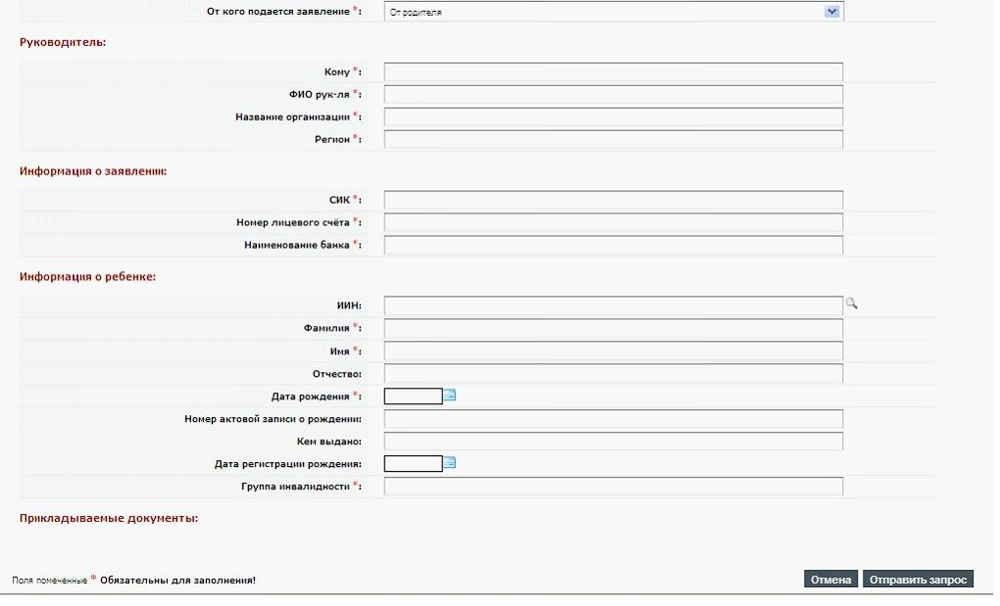 От кого подается заявление *: От родителя
Руководитель:
Кому *:
ФИО рук-ля *:
Название организации *:
Регион *:
Информация о заявлении:
СИК *:
Номер лицевого счёта *:
Наименование банка *:
Информация о ребенке:
ИИН:
Фамилия *:
Имя *:
Отчество:
Дата рождения *:
Номер актовой записи о рождении:
Кем выдано:
Дата регистрации рождения:
Группа инвалидности *:
Прикладываемые документы:
Поля помеченные * Обязательны для заполнения! Отмена Отправить запрос